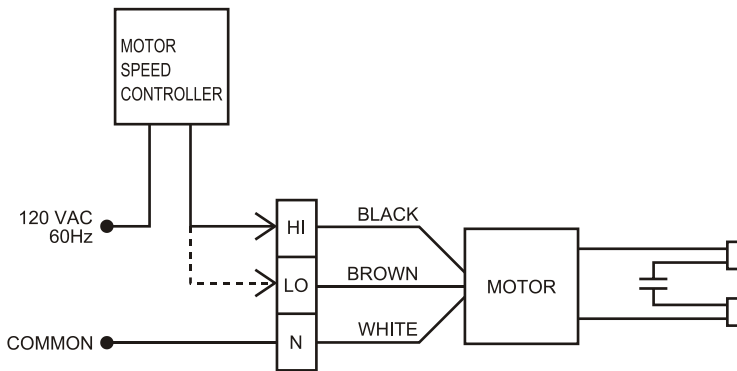 MOTOR
SPEED
CONTROLLER
120 VAC
60Hz
HI
BLACK
LO
BROWN
MOTOR
COMMON
N
WHITE